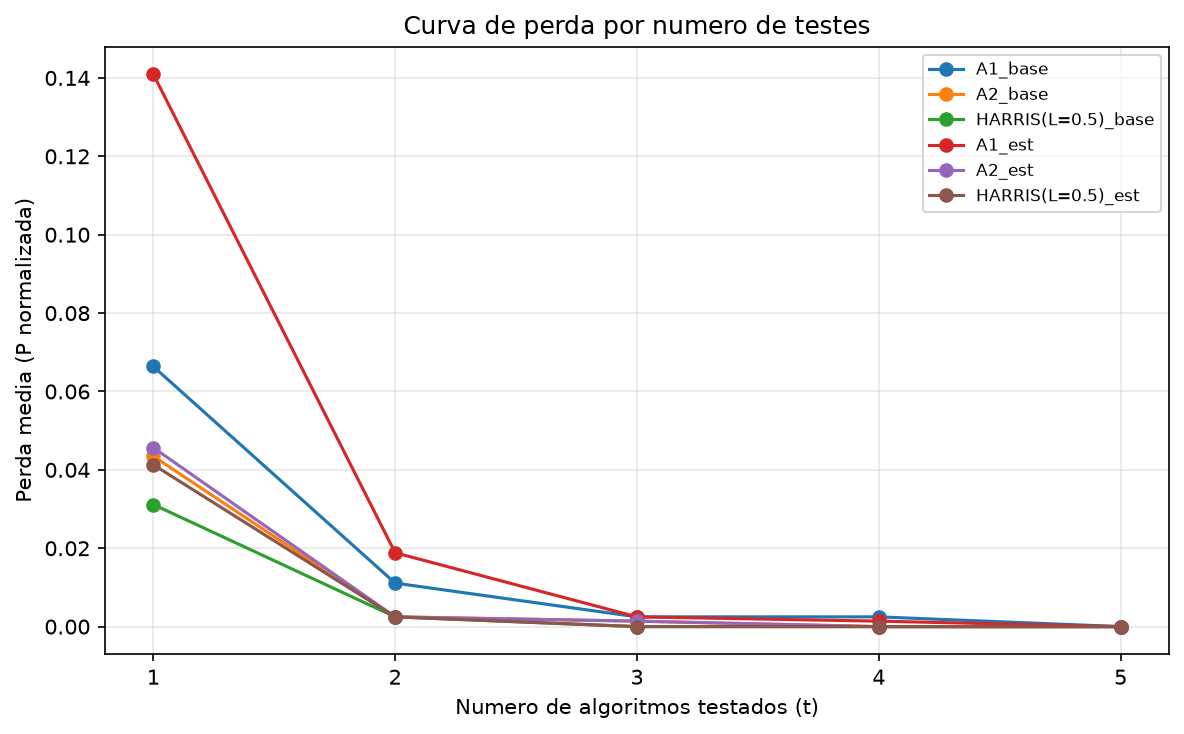 Curva de perda por numero de testes
A1_base
A2_base
HARRIS(L=0.5)_base
A1_est
A2_est
HARRIS(L=0.5)_est
Perda media (P normalizada)
0.14
0.12
0.10
0.08
0.06
0.04
0.02
0.00
1 2 3 4 5
Numero de algoritmos testados (t)